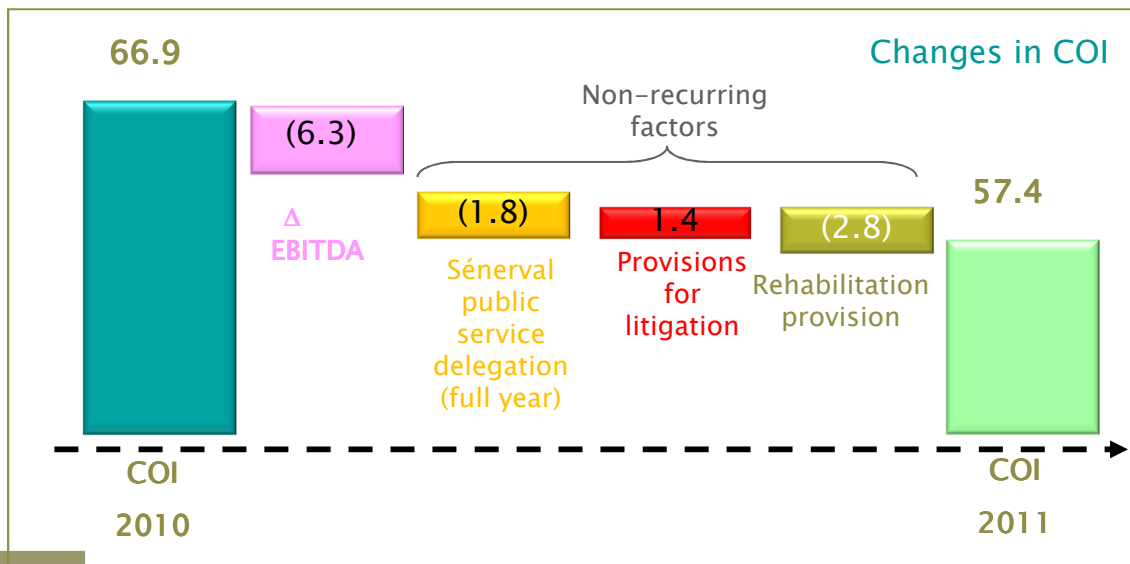 66.9
Changes in COI
Non-recurring
factors
(6.3)
57.4
(1.8)
1.4
(2.8)
Δ
EBITDA
Sénerval
public
service
delegation
(full year)
Provisions
for
litigation
Rehabilitation
provision
COI
2010
COI
2011